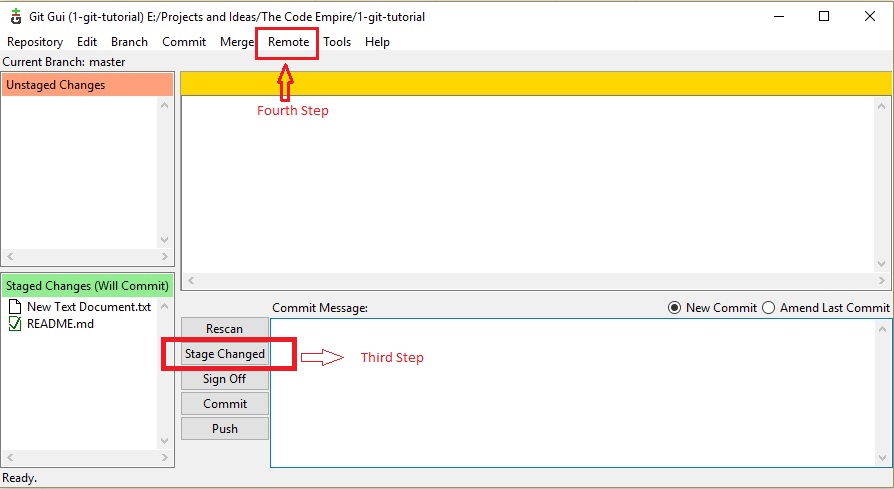 Git Gui (1-git-tutorial) E:/Projects and Ideas/The Code Empire/1-git-tutorial
Repository Edit Branch Commit Merge Remote Tools Help
Current Branch: master
Unstaged Changes
Fourth Step
Staged Changes (Will Commit)
New Text Document.txt
README.md
Commit Message:
New Commit
Amend Last Commit
Rescan
Stage Changed
Third Step
Sign Off
Commit
Push
Ready.